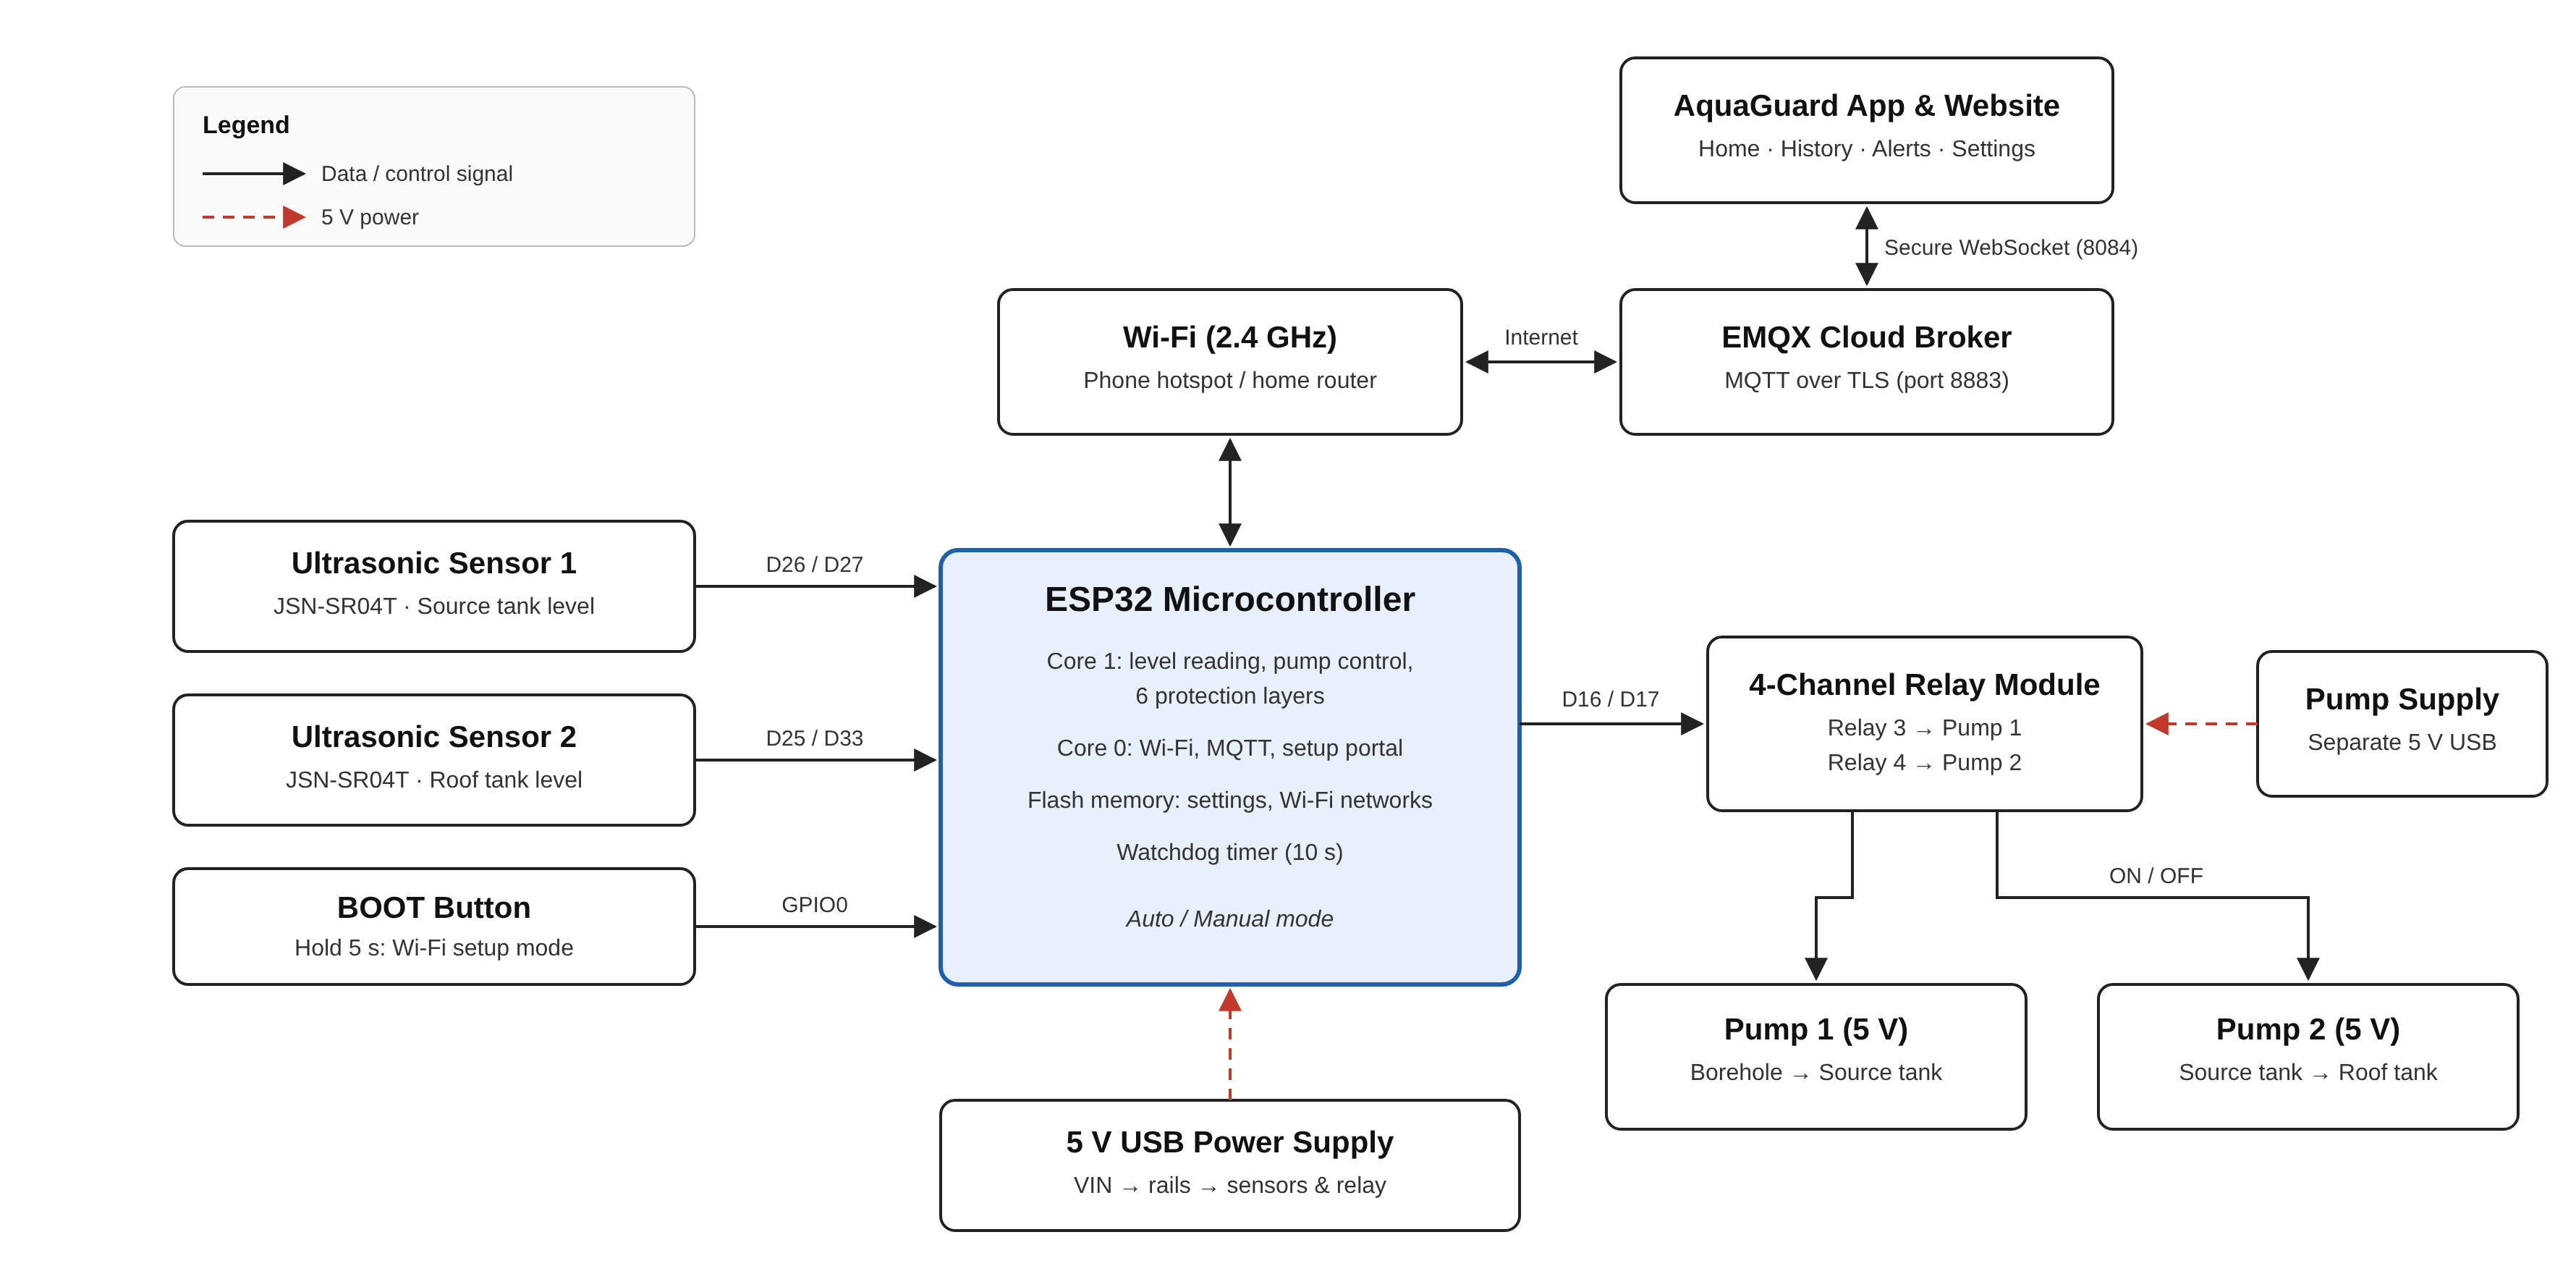 Legend
Data / control signal
5 V power
AquaGuard App & Website
Home · History · Alerts · Settings
Secure WebSocket (8084)
Wi-Fi (2.4 GHz)
Phone hotspot / home router
Internet
EMQX Cloud Broker
MQTT over TLS (port 8883)
Ultrasonic Sensor 1
JSN-SR04T · Source tank level
D26 / D27
Ultrasonic Sensor 2
JSN-SR04T · Roof tank level
D25 / D33
BOOT Button
Hold 5 s: Wi-Fi setup mode
GPIO0
ESP32 Microcontroller
Core 1: level reading, pump control,
6 protection layers
Core 0: Wi-Fi, MQTT, setup portal
Flash memory: settings, Wi-Fi networks
Watchdog timer (10 s)
Auto / Manual mode
D16 / D17
4-Channel Relay Module
Relay 3 → Pump 1
Relay 4 → Pump 2
Pump Supply
Separate 5 V USB
ON / OFF
Pump 1 (5 V)
Borehole → Source tank
Pump 2 (5 V)
Source tank → Roof tank
5 V USB Power Supply
VIN → rails → sensors & relay